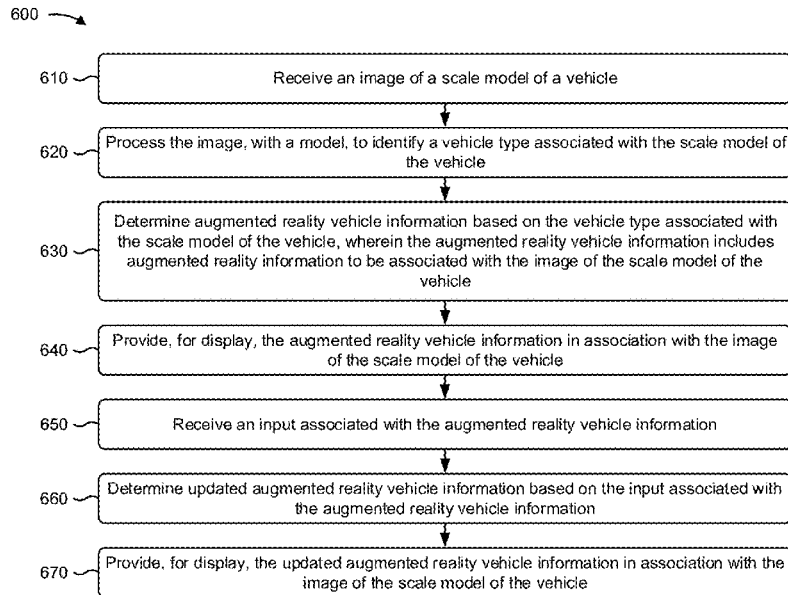 600
610
Receive an image of a scale model of a vehicle
620
Process the image, with a model, to identify a vehicle type associated with the scale model of
the vehicle
630
Determine augmented reality vehicle information based on the vehicle type associated with
the scale model of the vehicle, wherein the augmented reality vehicle information includes
augmented reality information to be associated with the image of the scale model of the
vehicle
640
Provide, for display, the augmented reality vehicle information in association with the image
of the scale model of the vehicle
650
Receive an input associated with the augmented reality vehicle information
660
Determine updated augmented reality vehicle information based on the input associated with
the augmented reality vehicle information
670
Provide, for display, the updated augmented reality vehicle information in association with the
image of the scale model of the vehicle